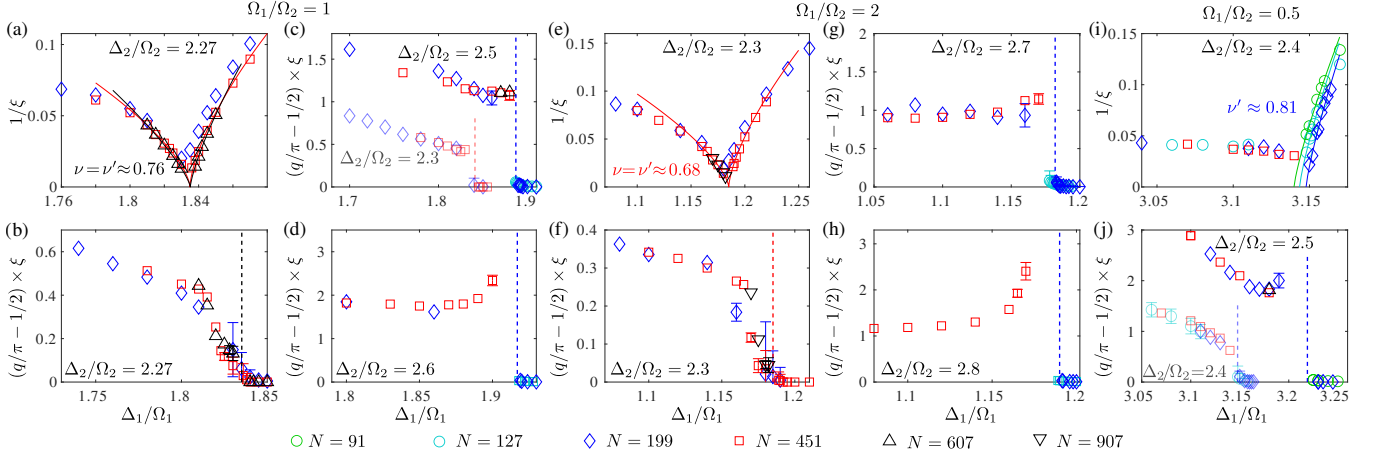 Ω₁/Ω₂ = 1
Ω₁/Ω₂ = 2
Ω₁/Ω₂ = 0.5
(a)
Δ₂/Ω₂ = 2.27
ν=ν′≈0.76
1/ξ
0.1
0.05
0
1.76
1.8
1.84
(c)
Δ₂/Ω₂ = 2.5
Δ₂/Ω₂ = 2.3
(q/π − 1/2) × ξ
2
1.5
1
0.5
0
1.7
1.8
1.9
(e)
Δ₂/Ω₂ = 2.3
ν=ν′≈0.68
1/ξ
0.15
0.1
0.05
0
1.1
1.15
1.2
1.26
(g)
Δ₂/Ω₂ = 2.7
(q/π − 1/2) × ξ
2
1.5
1
0.5
0
1.1
1.15
1.2
(i)
Δ₂/Ω₂ = 2.4
ν′ ≈ 0.81
1/ξ
0.15
0.1
0.05
0
3.05
3.1
3.15
(b)
Δ₂/Ω₂ = 2.27
(q/π − 1/2) × ξ
0.6
0.4
0.2
0
1.75
1.8
1.85
Δ₁/Ω₁
(d)
Δ₂/Ω₂ = 2.6
(q/π − 1/2) × ξ
3
2
1
0
1.8
1.85
1.9
Δ₁/Ω₁
(f)
Δ₂/Ω₂ = 2.3
(q/π − 1/2) × ξ
0.4
0.2
0
1.1
1.15
1.2
Δ₁/Ω₁
(h)
Δ₂/Ω₂ = 2.8
(q/π − 1/2) × ξ
3
2
1
0
1.1
1.15
1.2
Δ₁/Ω₁
(j)
Δ₂/Ω₂ = 2.5
Δ₂/Ω₂=2.4
(q/π − 1/2) × ξ
3
2
1
0
3.1
3.15
3.2
3.25
Δ₁/Ω₁
N = 91
N = 127
N = 199
N = 451
N = 607
N = 907